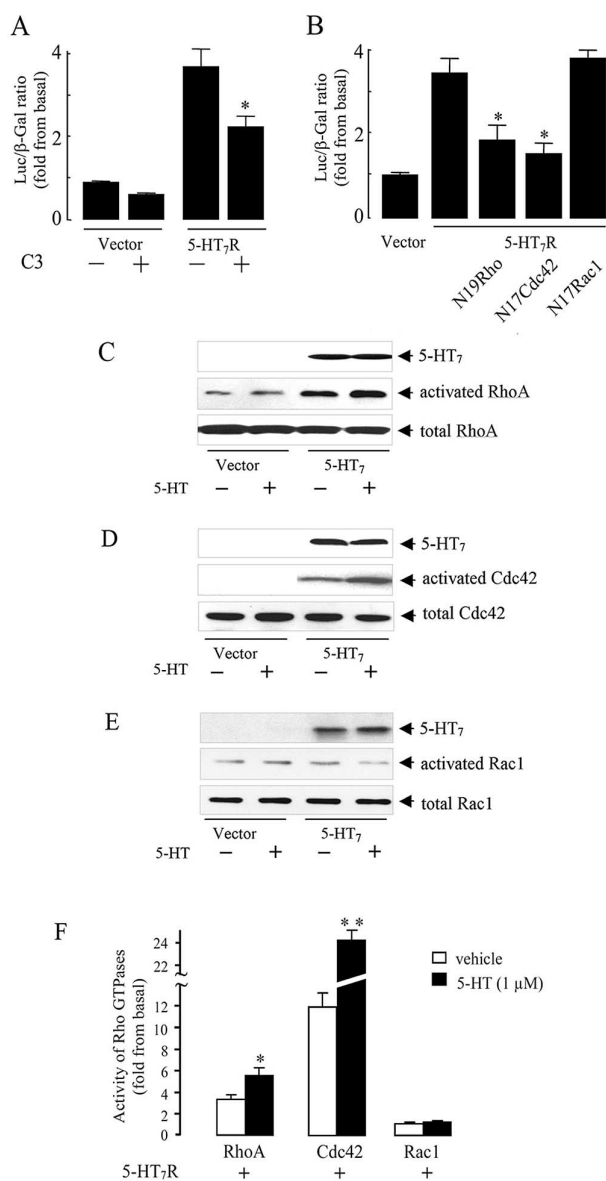 A
Luc/β-Gal ratio
(fold from basal)
4
2
0
*
Vector
5-HT₇R
C3
– + – +
B
Luc/β-Gal ratio
(fold from basal)
4
2
0
* *
Vector
5-HT₇R
N19Rho
N17Cdc42
N17Rac1
C
5-HT₇
activated RhoA
total RhoA
Vector 5-HT₇
5-HT – + – +
D
5-HT₇
activated Cdc42
total Cdc42
Vector 5-HT₇
5-HT – + – +
E
5-HT₇
activated Rac1
total Rac1
Vector 5-HT₇
5-HT – + – +
F
Activity of Rho GTPases
(fold from basal)
24
22
12
10
8
6
4
2
0
*
* *
vehicle
5-HT (1 µM)
RhoA Cdc42 Rac1
5-HT₇R + + +